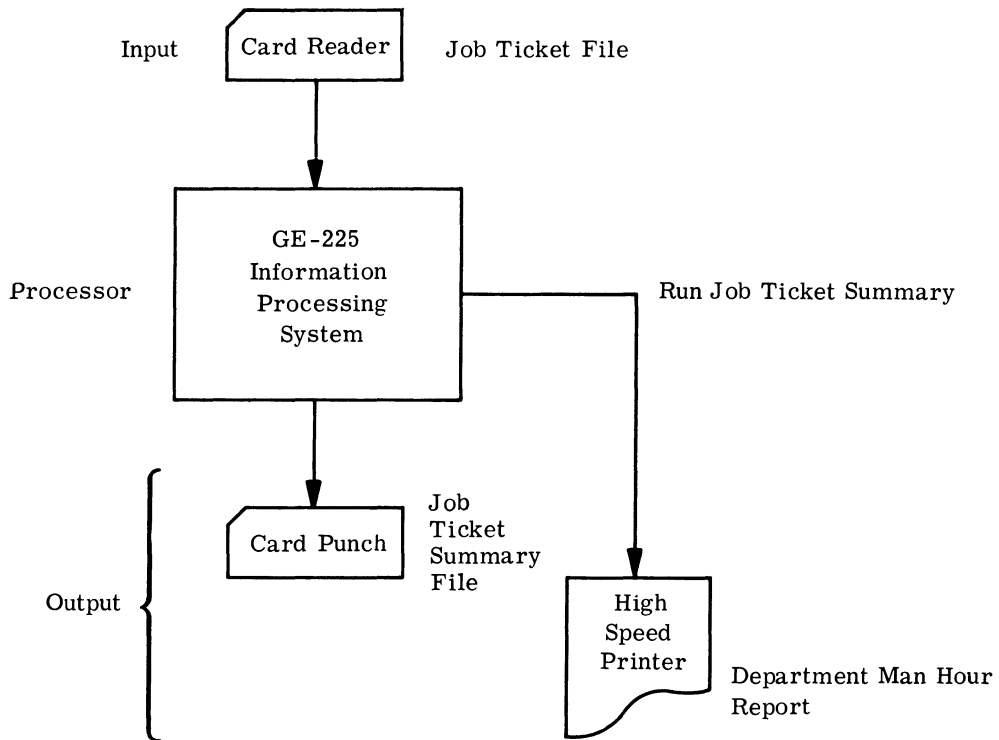 Input
Card Reader
Job Ticket File
GE-225
Information
Processing
System
Processor
Run Job Ticket Summary
Job
Ticket
Summary
File
Card Punch
Output
High
Speed
Printer
Department Man Hour
Report